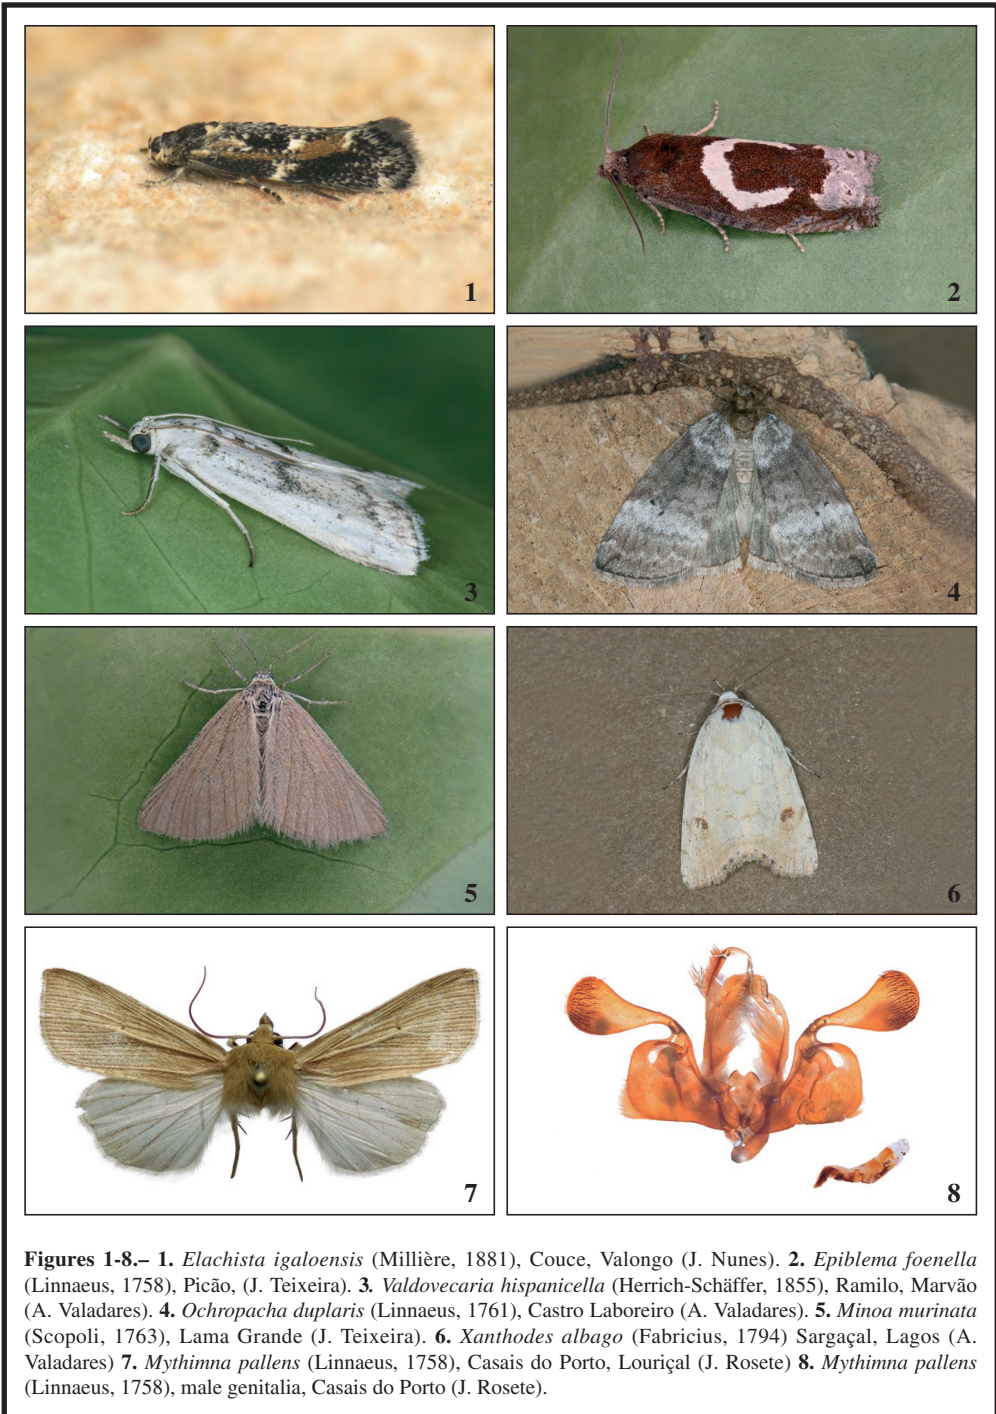 1
2
3
4
5
6
7
8
Figures 1-8.– 1. Elachista igaloensis (Millière, 1881), Couce, Valongo (J. Nunes). 2. Epiblema foenella
(Linnaeus, 1758), Picão, (J. Teixeira). 3. Valdovecaria hispanicella (Herrich-Schäffer, 1855), Ramilo, Marvão
(A. Valadares). 4. Ochropacha duplaris (Linnaeus, 1761), Castro Laboreiro (A. Valadares). 5. Minoa murinata
(Scopoli, 1763), Lama Grande (J. Teixeira). 6. Xanthodes albago (Fabricius, 1794) Sargaçal, Lagos (A.
Valadares) 7. Mythimna pallens (Linnaeus, 1758), Casais do Porto, Louriçal (J. Rosete) 8. Mythimna pallens
(Linnaeus, 1758), male genitalia, Casais do Porto (J. Rosete).